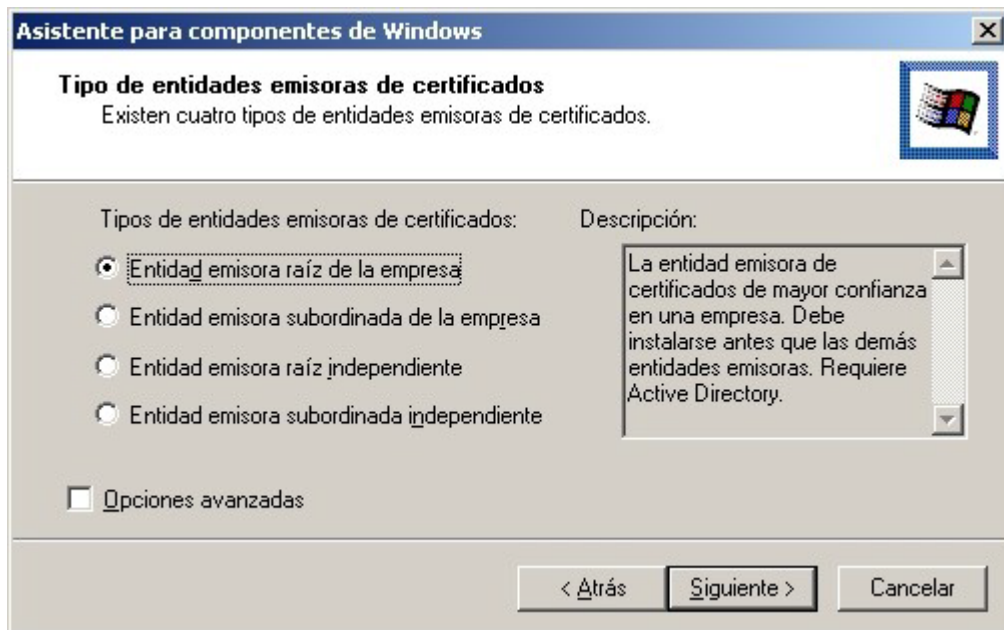 Asistente para componentes de Windows
Tipo de entidades emisoras de certificados
Existen cuatro tipos de entidades emisoras de certificados.
Tipos de entidades emisoras de certificados:
Entidad emisora raíz de la empresa
Entidad emisora subordinada de la empresa
Entidad emisora raíz independiente
Entidad emisora subordinada independiente
Descripción:
La entidad emisora de
certificados de mayor confianza
en una empresa. Debe
instalarse antes que las demás
entidades emisoras. Requiere
Active Directory.
Opciones avanzadas
< Atrás
Siguiente >
Cancelar